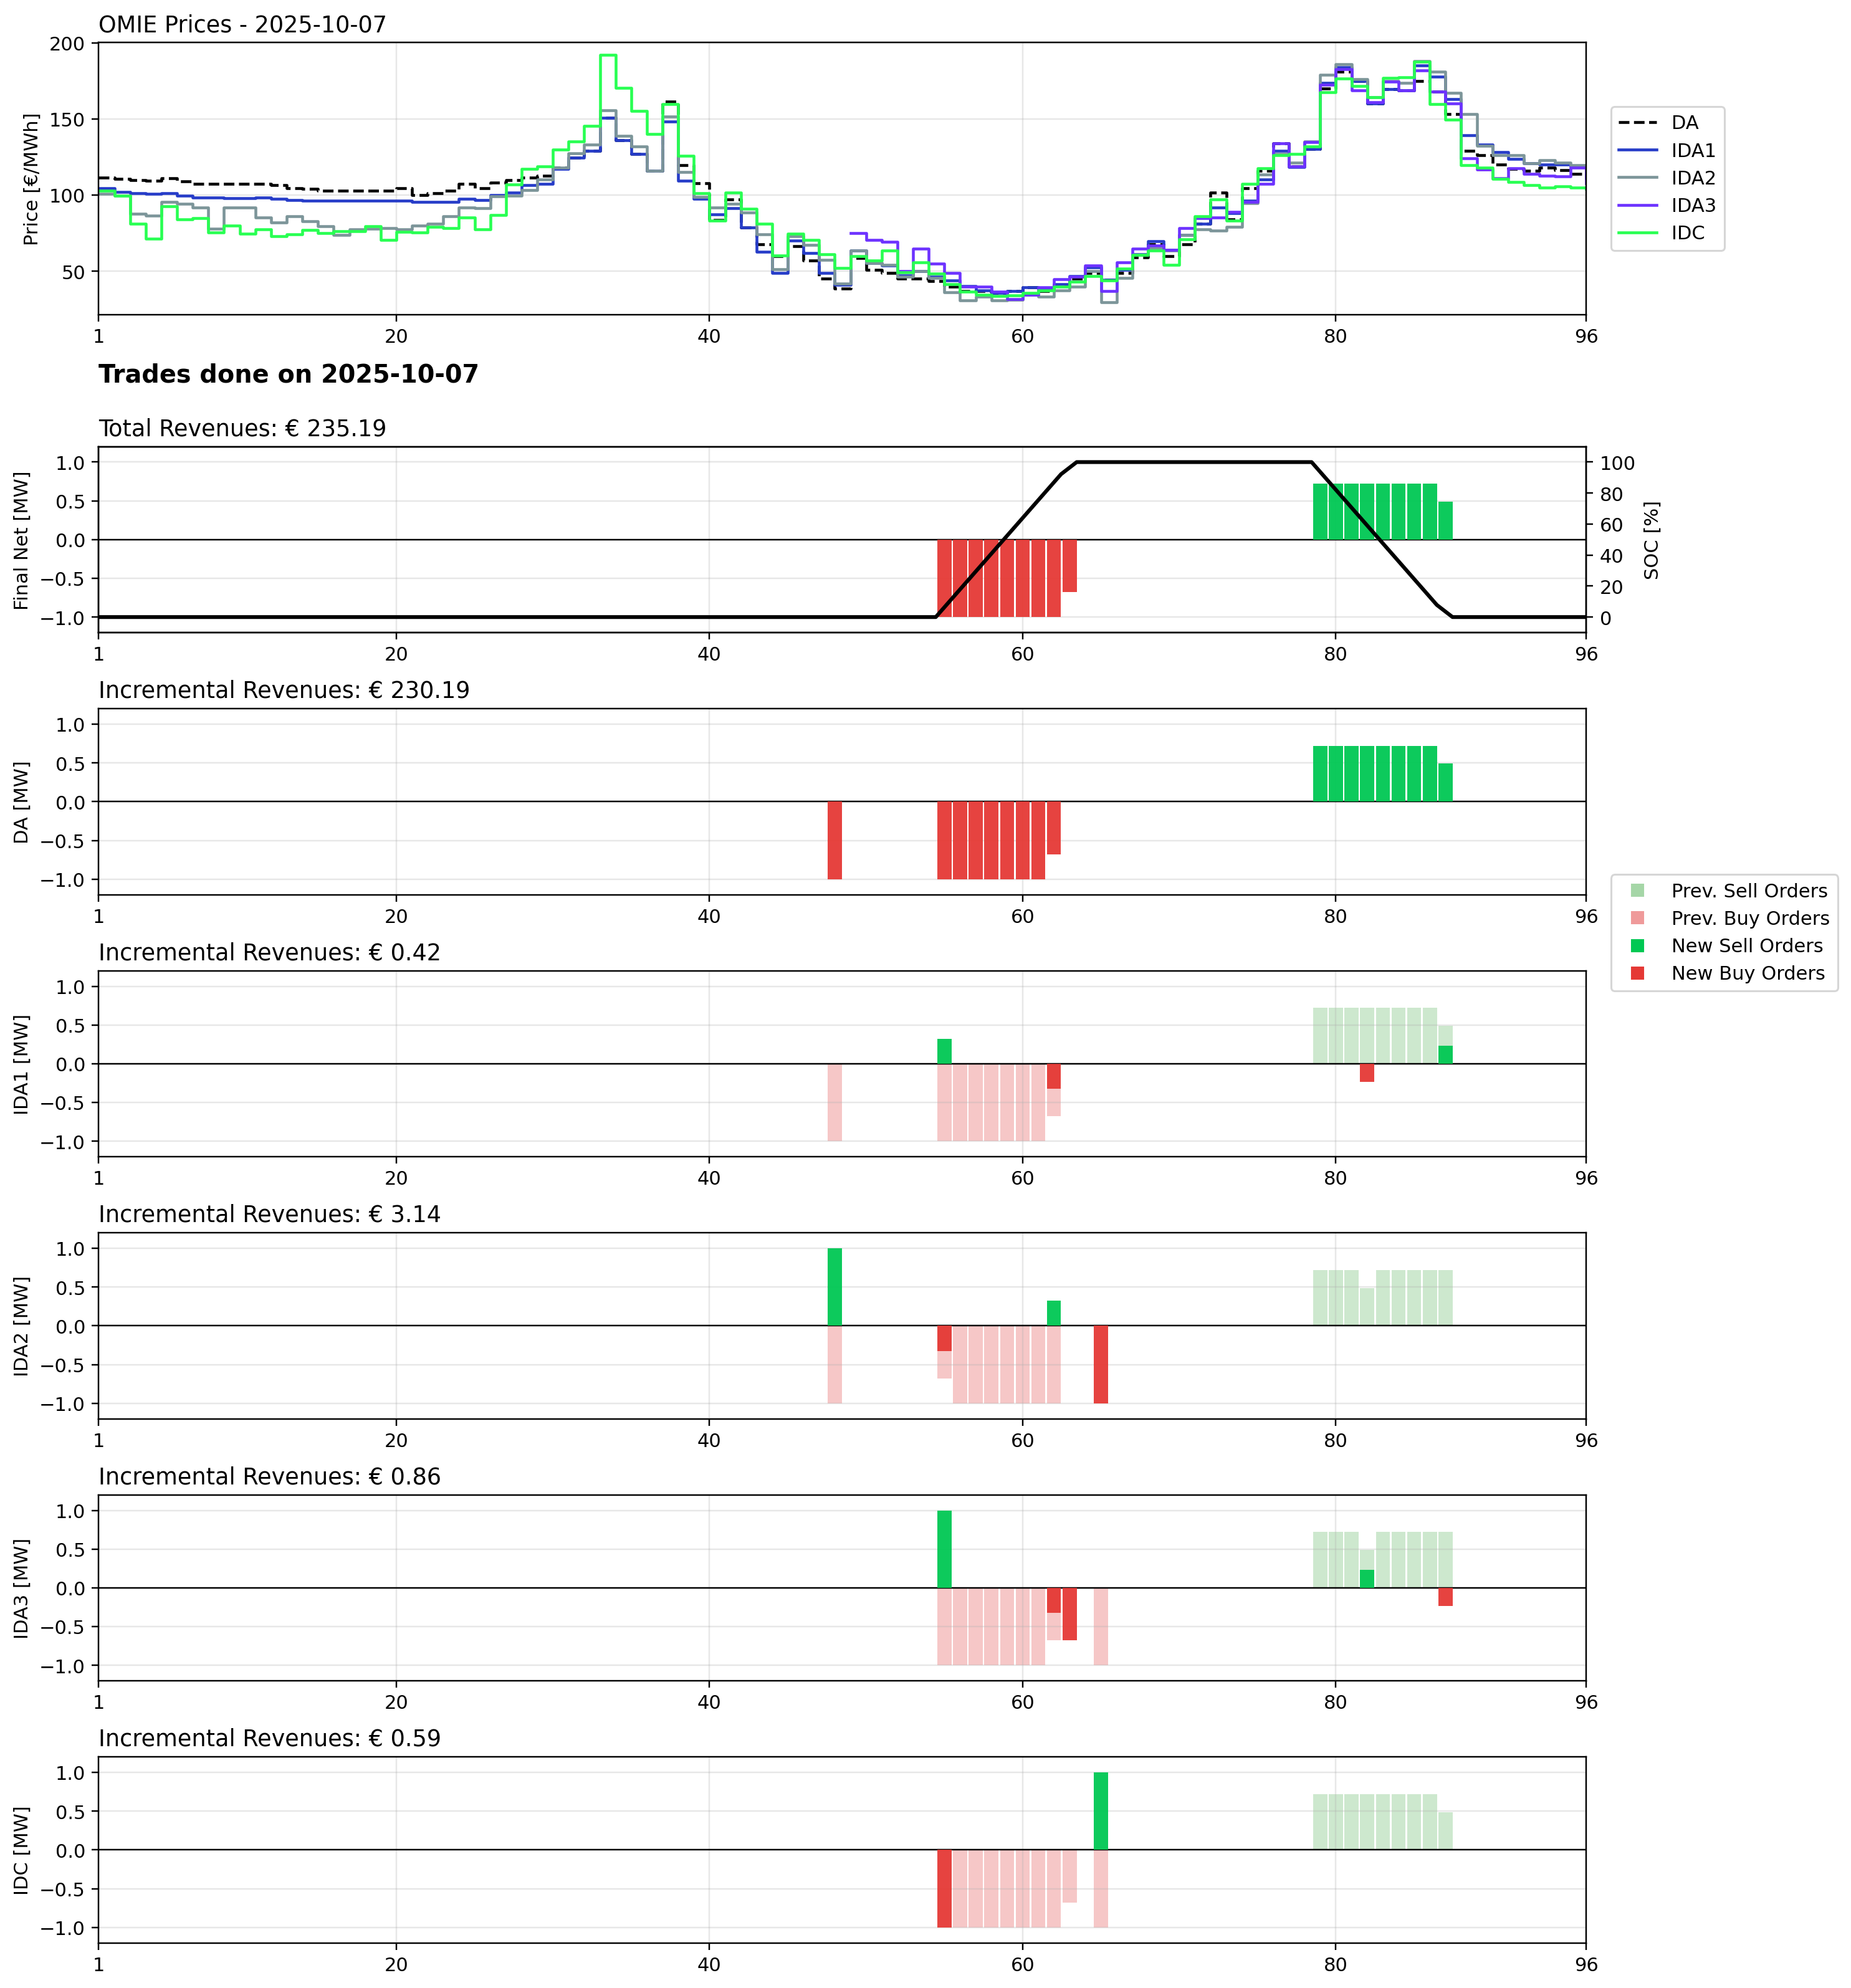 OMIE Prices - 2025-10-07
Price [€/MWh]
200
150
100
50
1 20 40 60 80 96
DA
IDA1
IDA2
IDA3
IDC
Trades done on 2025-10-07
Total Revenues: € 235.19
Final Net [MW]
1.0
0.5
0.0
−0.5
−1.0
100
80
60
40
20
0
SOC [%]
1 20 40 60 80 96
Incremental Revenues: € 230.19
DA [MW]
1.0
0.5
0.0
−0.5
−1.0
1 20 40 60 80 96
Prev. Sell Orders
Prev. Buy Orders
New Sell Orders
New Buy Orders
Incremental Revenues: € 0.42
IDA1 [MW]
1.0
0.5
0.0
−0.5
−1.0
1 20 40 60 80 96
Incremental Revenues: € 3.14
IDA2 [MW]
1.0
0.5
0.0
−0.5
−1.0
1 20 40 60 80 96
Incremental Revenues: € 0.86
IDA3 [MW]
1.0
0.5
0.0
−0.5
−1.0
1 20 40 60 80 96
Incremental Revenues: € 0.59
IDC [MW]
1.0
0.5
0.0
−0.5
−1.0
1 20 40 60 80 96